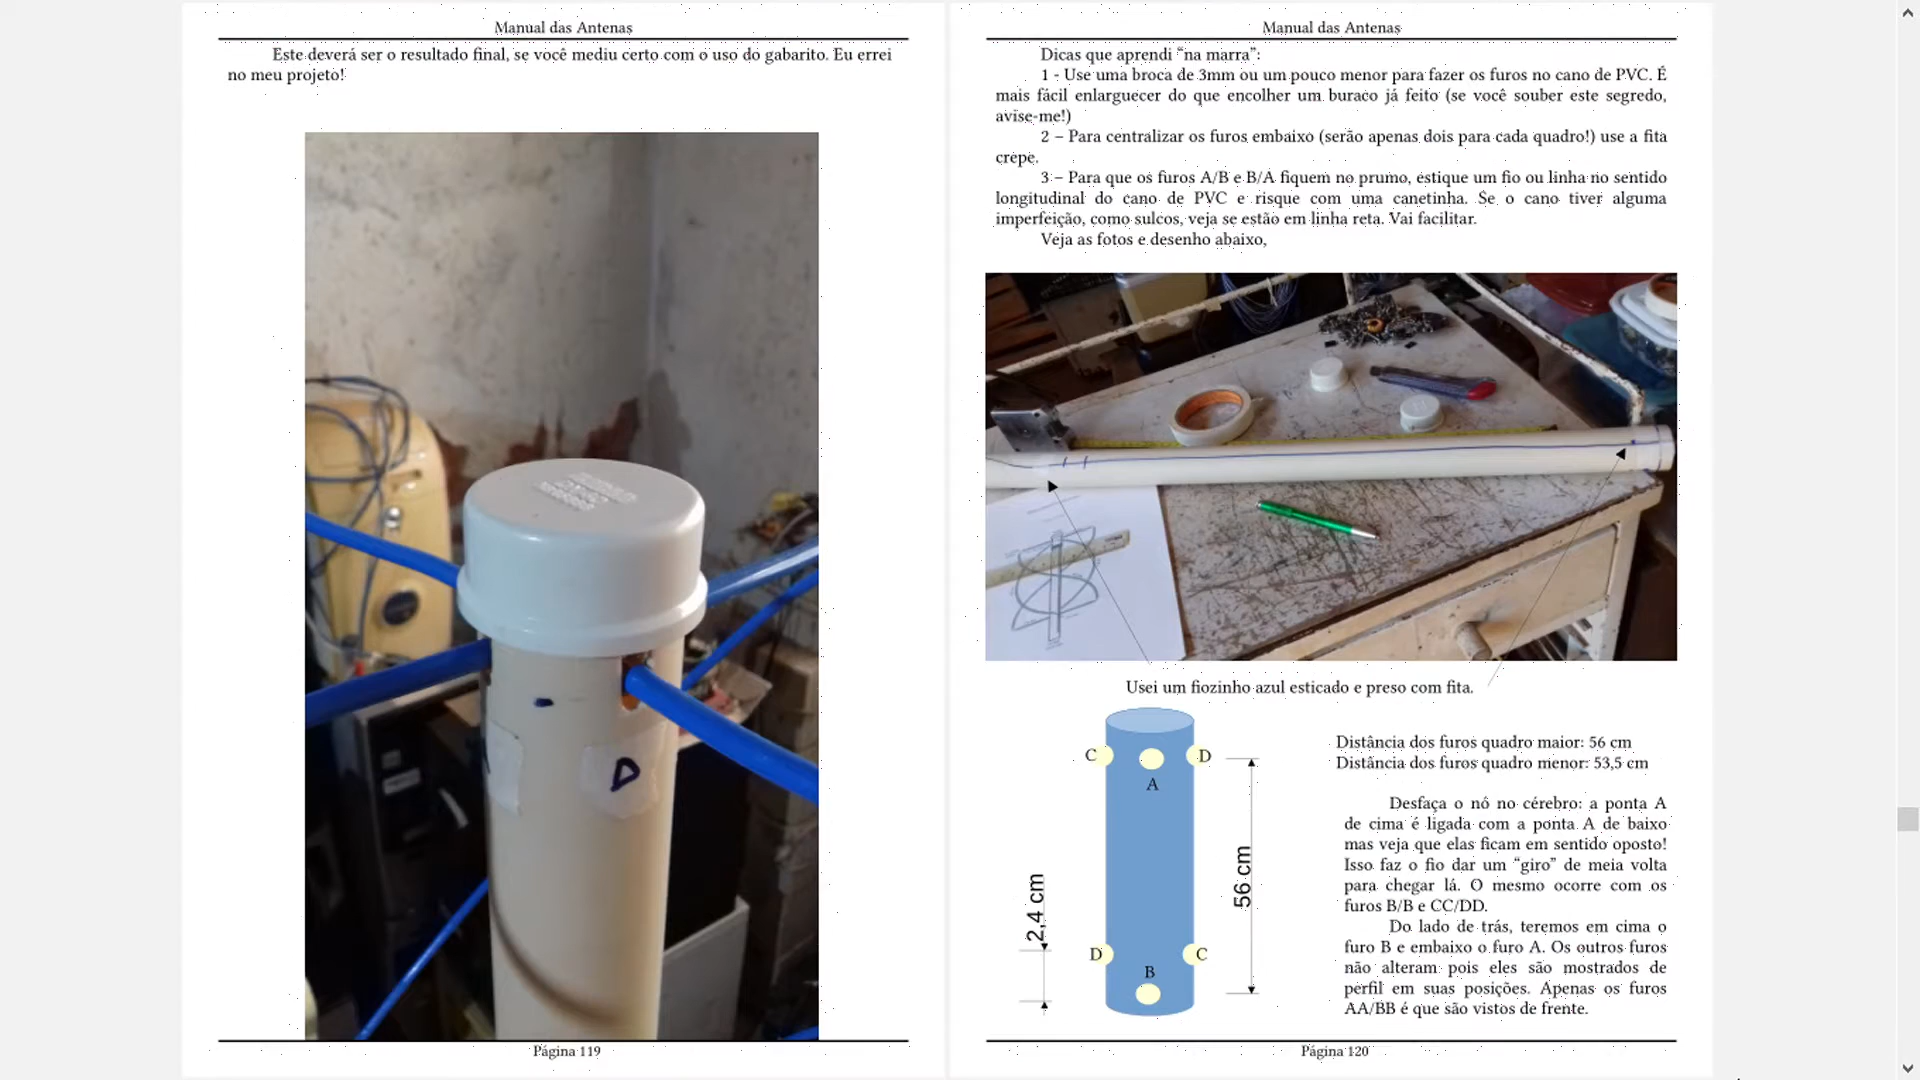 Manual das Antenas
Este deverá ser o resultado final, se você mediu certo com o uso do gabarito. Eu errei
no meu projeto!
D
Página 119
Manual das Antenas
Dicas que aprendi “na marra”:
1 - Use uma broca de 3mm ou um pouco menor para fazer os furos no cano de PVC. É
mais fácil enlarguecer do que encolher um buraco já feito (se você souber este segredo,
avise-me!)
2 – Para centralizar os furos embaixo (serão apenas dois para cada quadro!) use a fita
crepe.
3 – Para que os furos A/B e B/A fiquem no prumo, estique um fio ou linha no sentido
longitudinal do cano de PVC e risque com uma canetinha. Se o cano tiver alguma
imperfeição, como sulcos, veja se estão em linha reta. Vai facilitar.
Veja as fotos e desenho abaixo,
Usei um fiozinho azul esticado e preso com fita.
C
D
A
56 cm
2,4 cm
D
C
B
Distância dos furos quadro maior: 56 cm
Distância dos furos quadro menor: 53,5 cm
Desfaça o nó no cérebro: a ponta A
de cima é ligada com a ponta A de baixo
mas veja que elas ficam em sentido oposto!
Isso faz o fio dar um “giro” de meia volta
para chegar lá. O mesmo ocorre com os
furos B/B e CC/DD.
Do lado de trás, teremos em cima o
furo B e embaixo o furo A. Os outros furos
não alteram pois eles são mostrados de
perfil em suas posições. Apenas os furos
AA/BB é que são vistos de frente.
Página 120